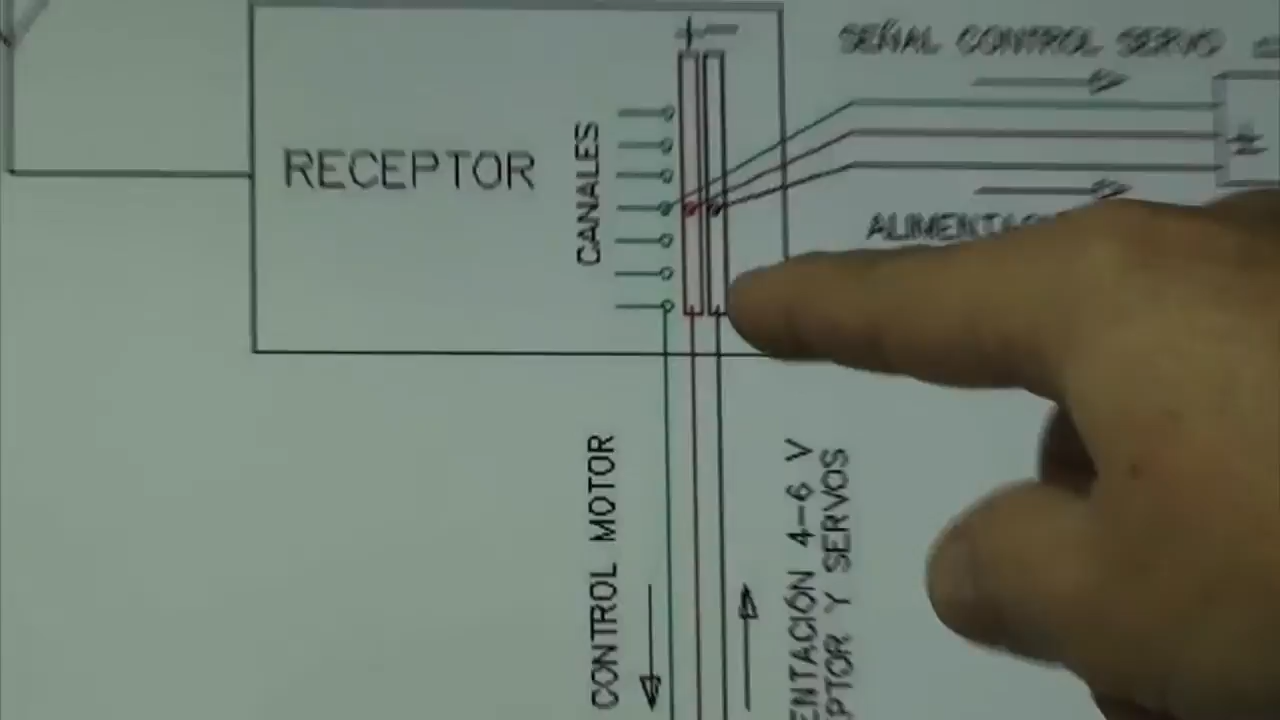 + −
SEÑAL CONTROL SERVO
RECEPTOR
CANALES
CONTROL MOTOR
4-6 V
Y SERVOS